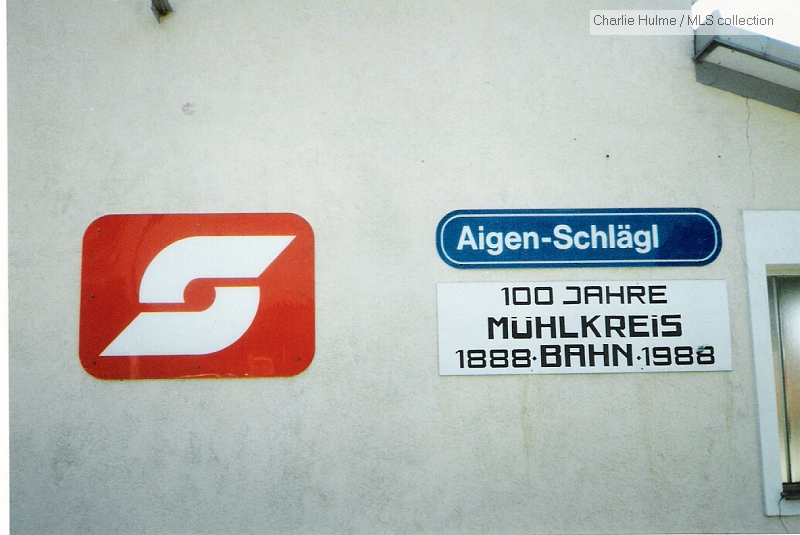 Charlie Hulme / MLS collection
Aigen-Schlägl
100 JAHRE
MÜHLKREiS
1888·BAHN·1988